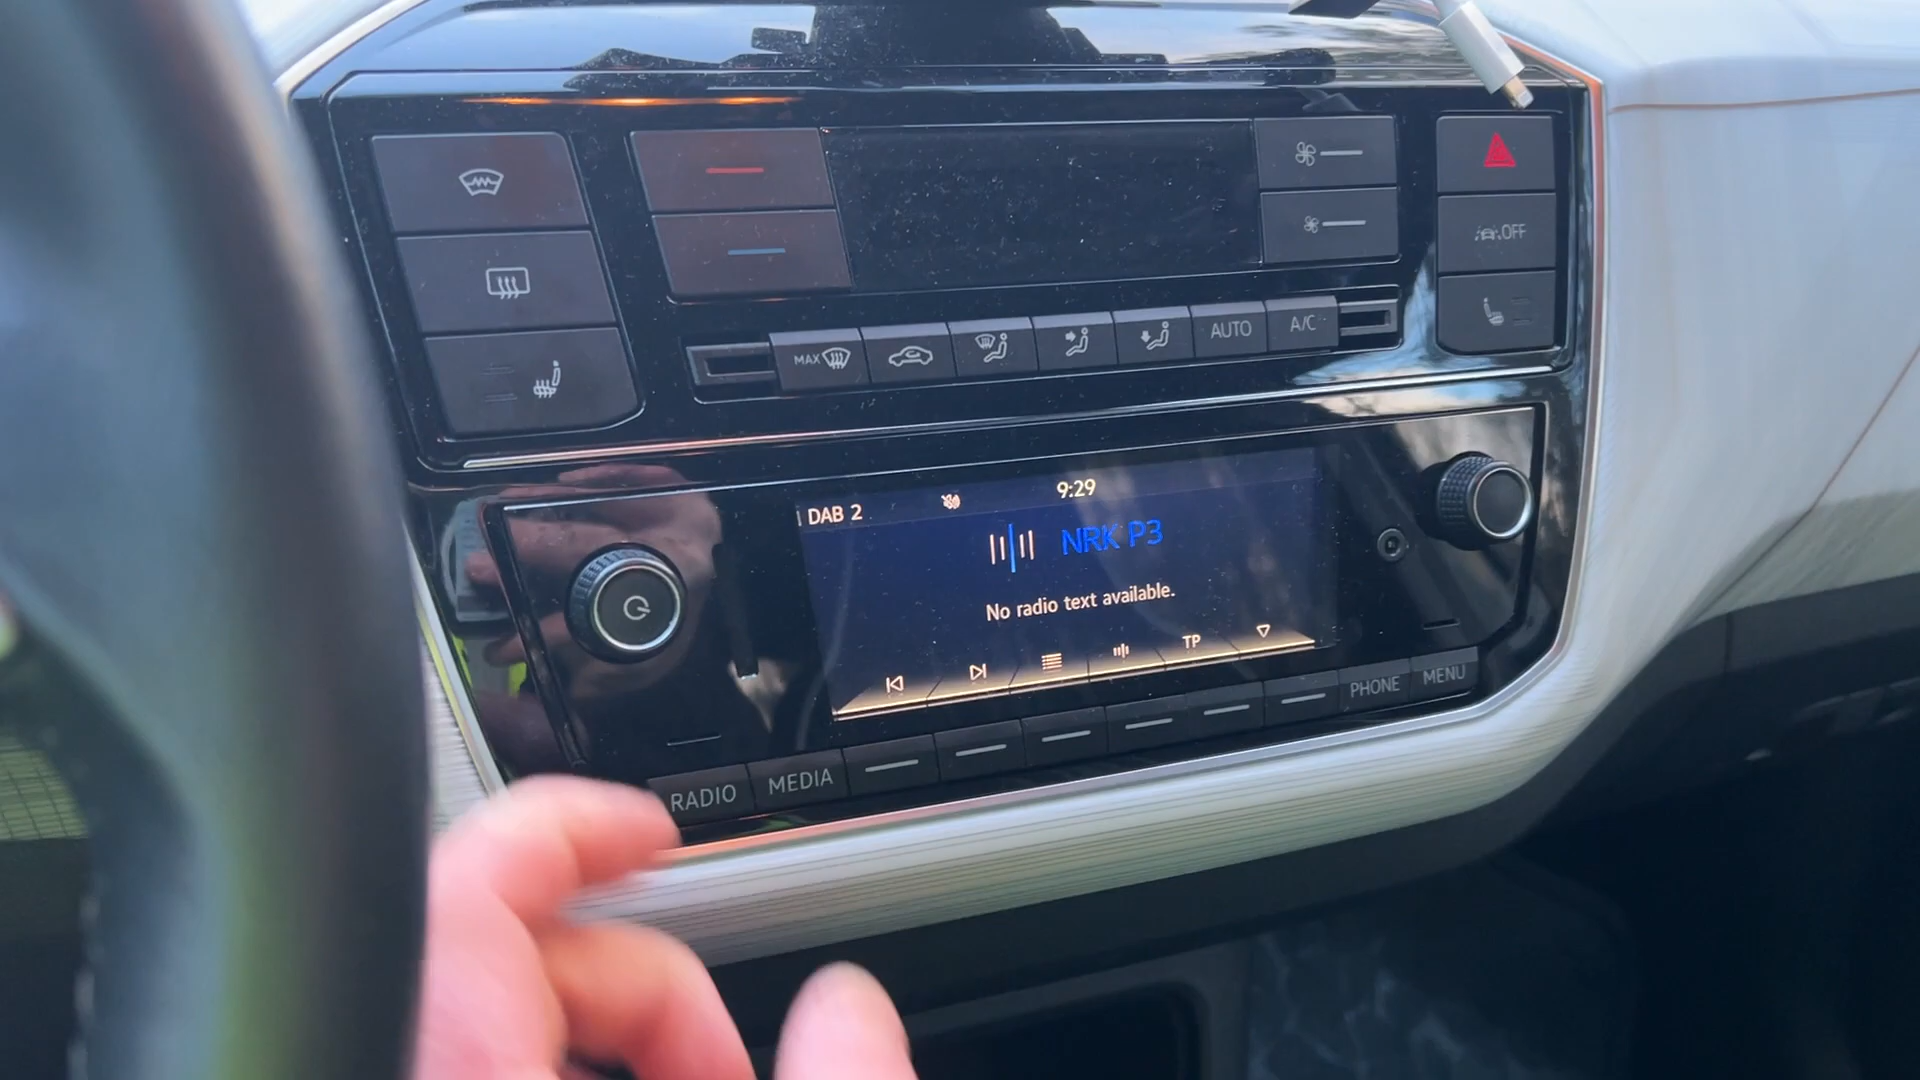 OFF
MAX
AUTO
A/C
DAB 2
9:29
NRK P3
No radio text available.
TP
RADIO
MEDIA
PHONE
MENU